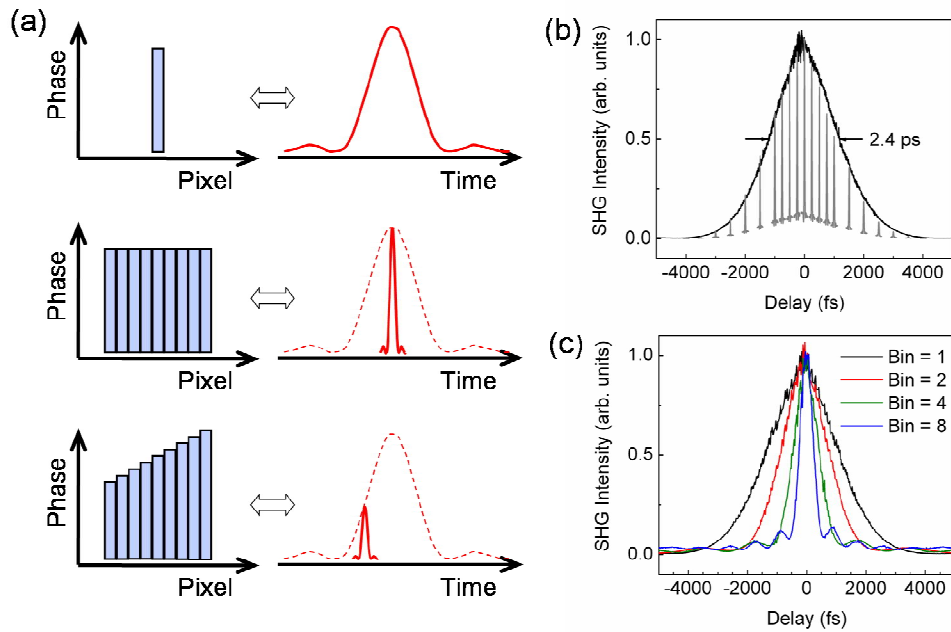 (a)
Phase
Pixel
Time
Phase
Pixel
Time
Phase
Pixel
Time
(b)
SHG Intensity (arb. units)
1.0
0.5
0.0
2.4 ps
-4000 -2000 0 2000 4000
Delay (fs)
(c)
SHG Intensity (arb. units)
1.0
0.5
0.0
Bin = 1
Bin = 2
Bin = 4
Bin = 8
-4000 -2000 0 2000 4000
Delay (fs)